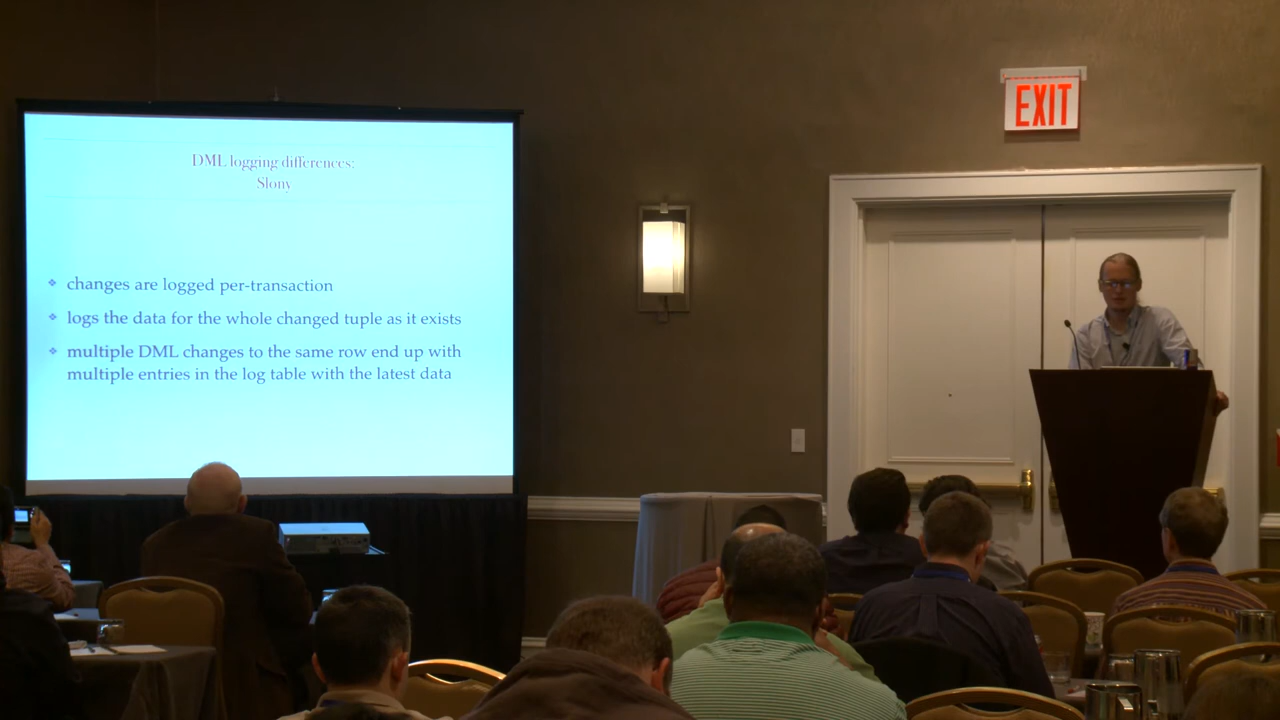 DML logging differences:
Slony
❖ changes are logged per-transaction
❖ logs the data for the whole changed tuple as it exists
❖ multiple DML changes to the same row end up with
multiple entries in the log table with the latest data
EXIT